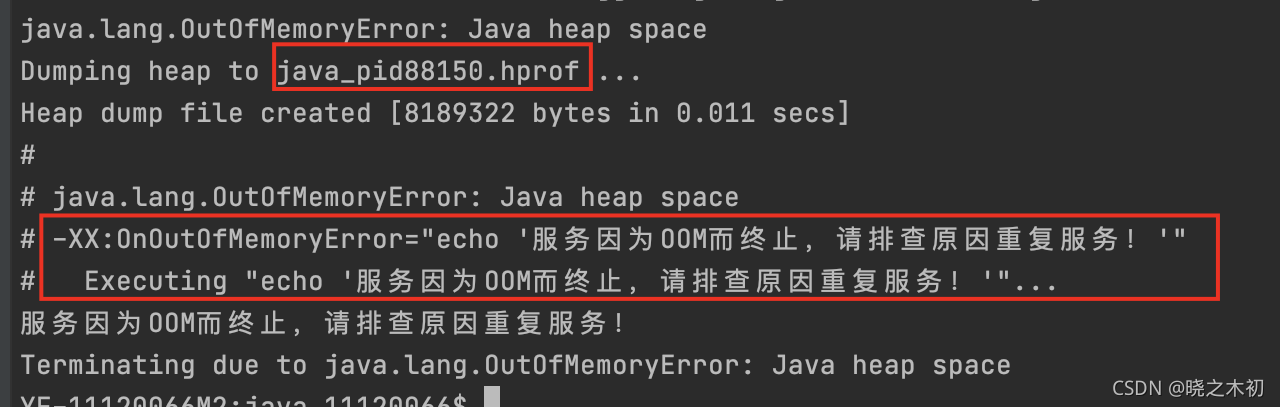 java.lang.OutOfMemoryError: Java heap space
Dumping heap to java_pid88150.hprof ...
Heap dump file created [8189322 bytes in 0.011 secs]
#
# java.lang.OutOfMemoryError: Java heap space
# -XX:OnOutOfMemoryError="echo '服务因为OOM而终止, 请排查原因重复服务! '"
#   Executing "echo '服务因为OOM而终止, 请排查原因重复服务! '"...
服务因为OOM而终止, 请排查原因重复服务!
Terminating due to java.lang.OutOfMemoryError: Java heap space
CSDN @晓之木初